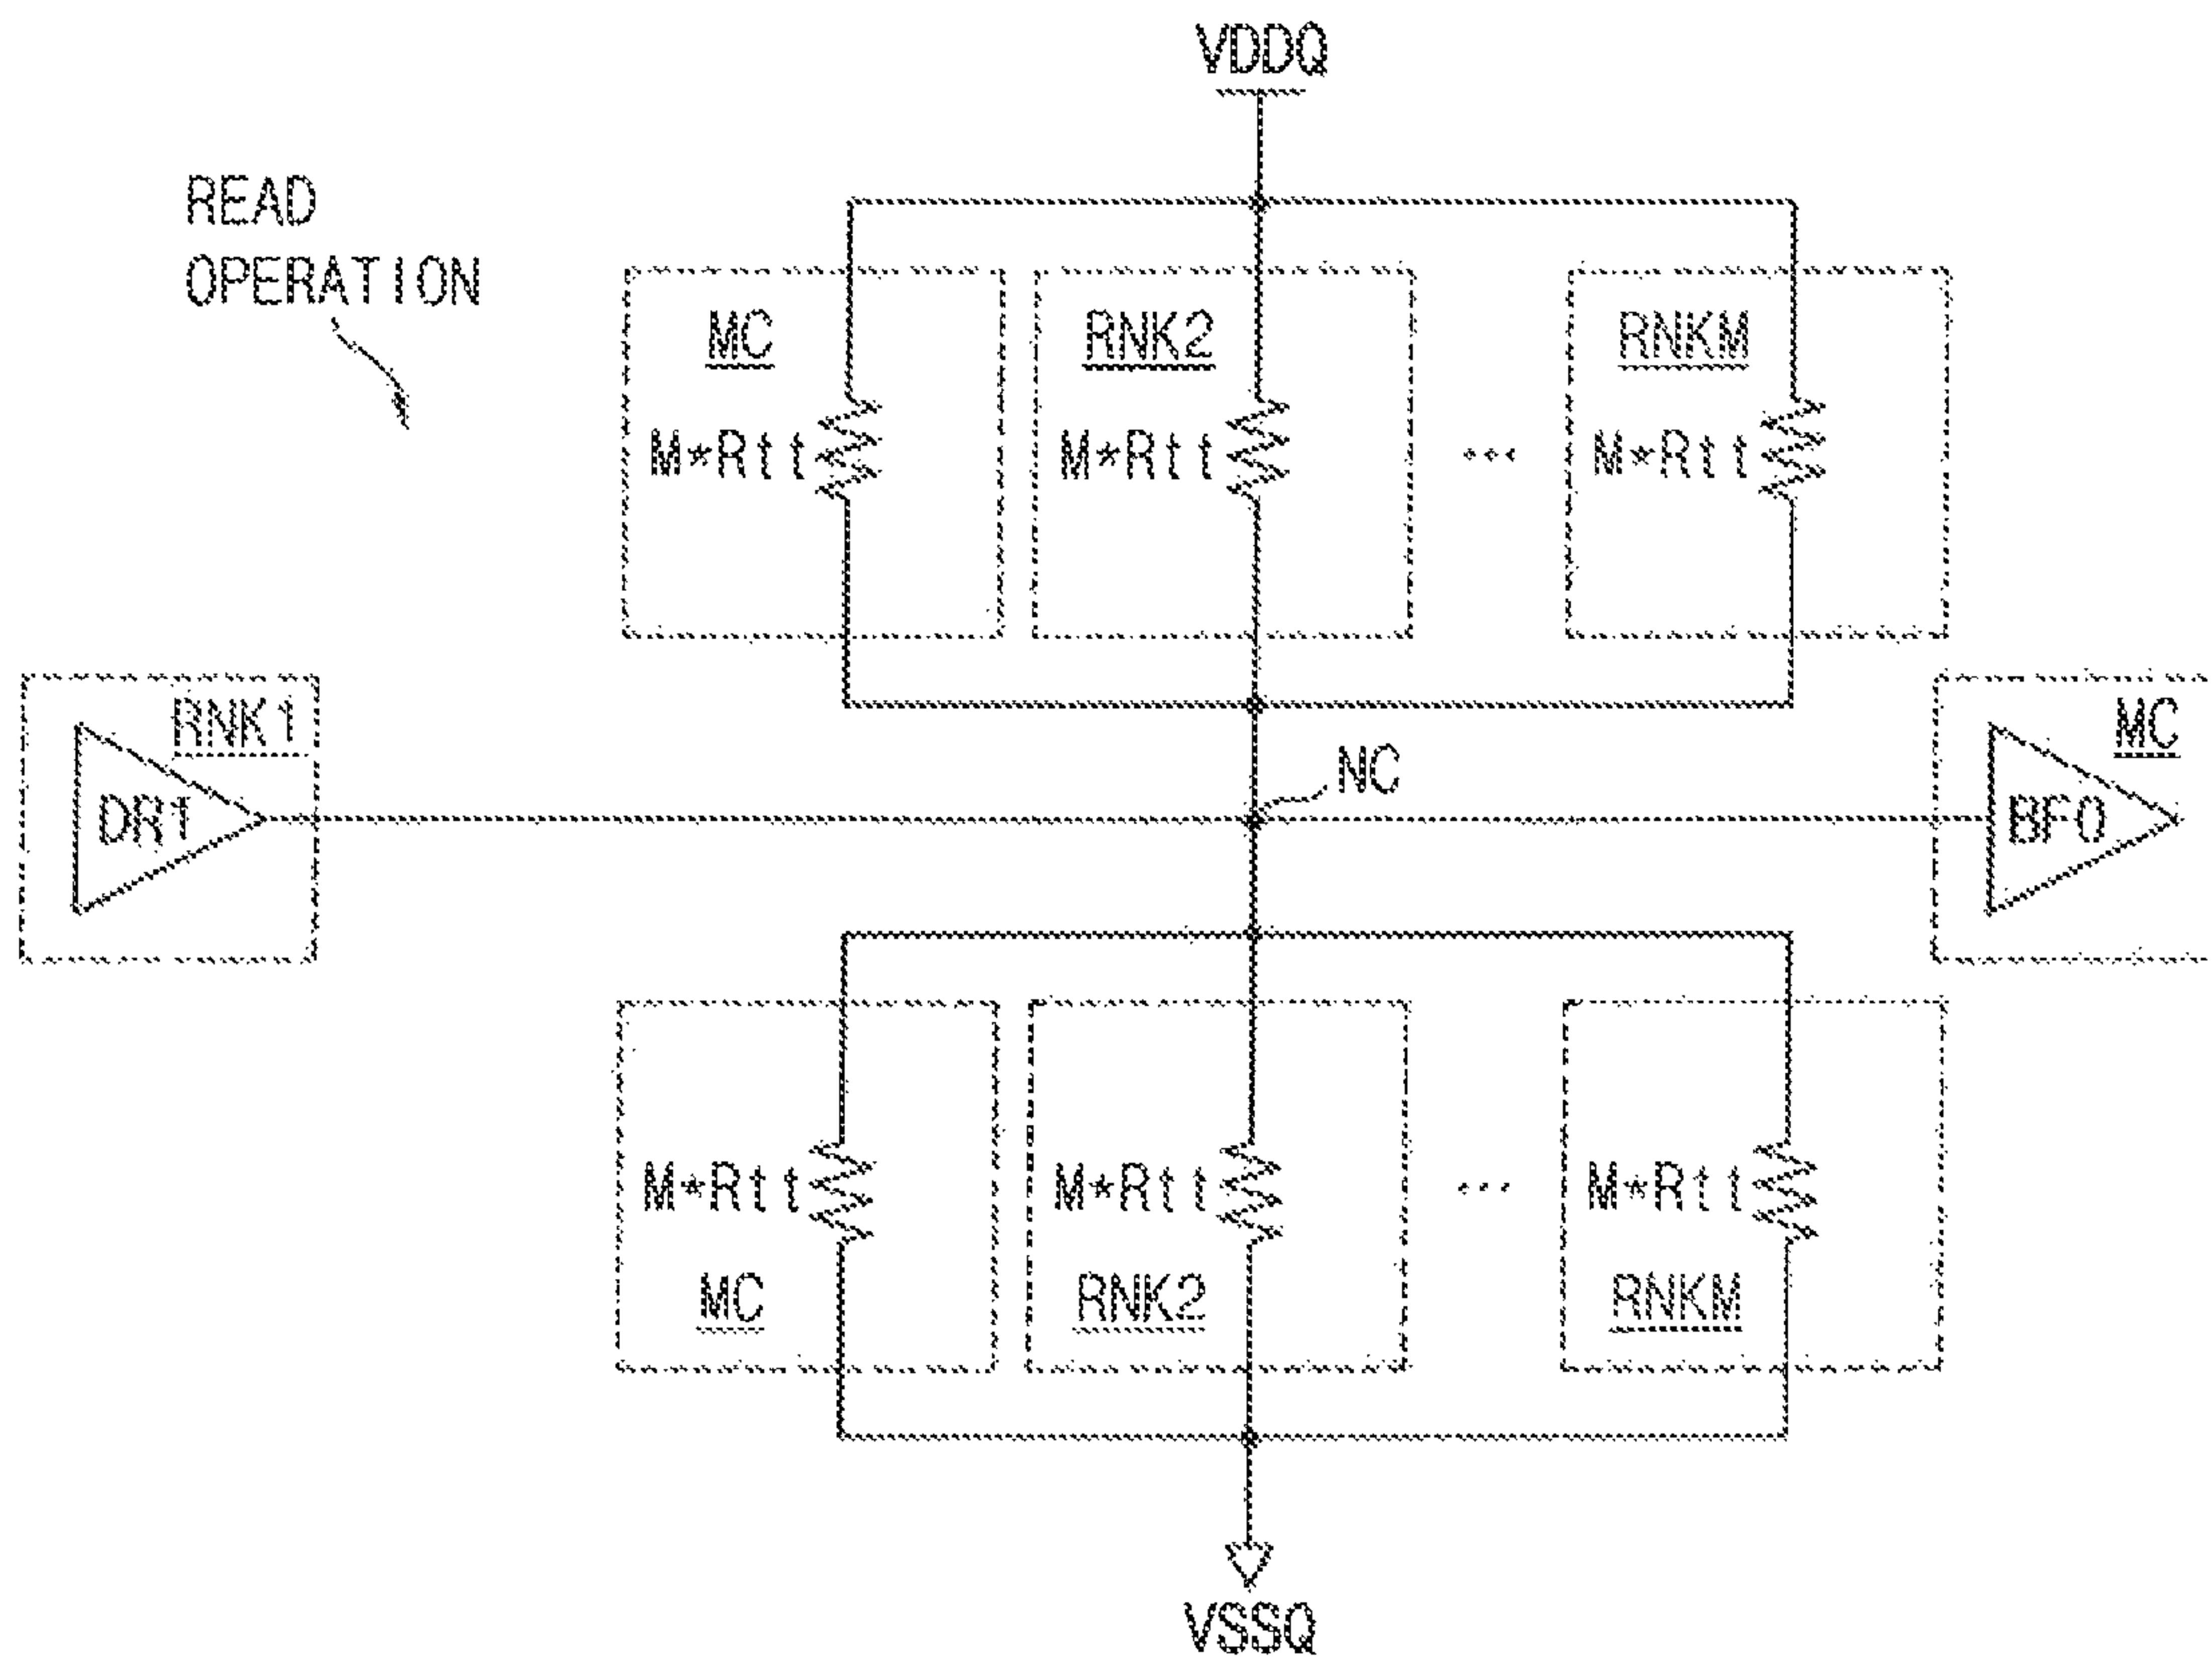 VDDQ
READ
OPERATION
MC
RNK2
RNKM
M*Rtt
M*Rtt
...
M*Rtt
RNK1
MC
DR1
NC
BF0
M*Rtt
M*Rtt
...
M*Rtt
MC
RNK2
RNKM
VSSQ